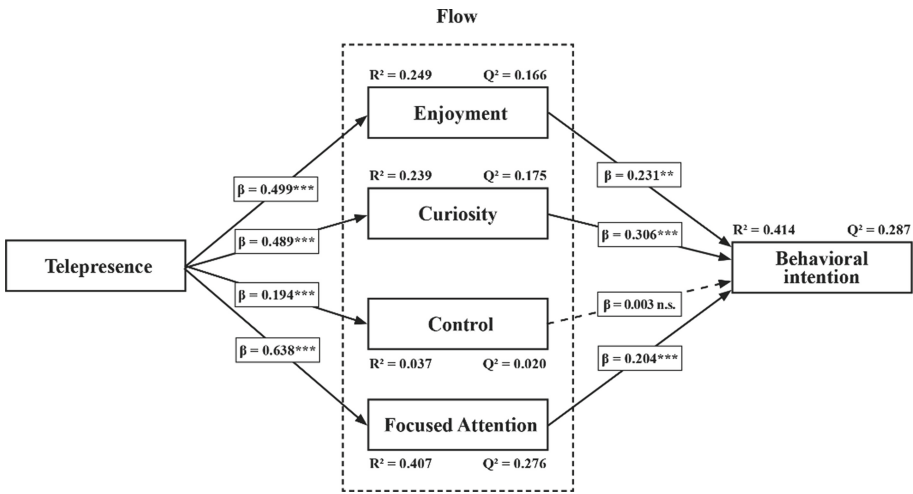 Flow
R² = 0.249 Q² = 0.166
Enjoyment
β = 0.499***
β = 0.231**
R² = 0.239 Q² = 0.175
Curiosity
β = 0.489***
β = 0.306***
R² = 0.414 Q² = 0.287
Telepresence
Behavioral
intention
β = 0.194***
β = 0.003 n.s.
Control
R² = 0.037 Q² = 0.020
β = 0.638***
β = 0.204***
Focused Attention
R² = 0.407 Q² = 0.276